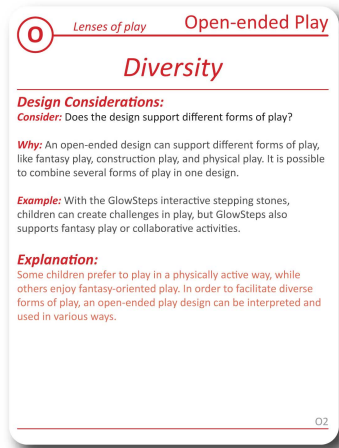 O
Lenses of play
Open-ended Play
Diversity
Design Considerations:
Consider: Does the design support different forms of play?
Why: An open-ended design can support different forms of play,
like fantasy play, construction play, and physical play. It is possible
to combine several forms of play in one design.
Example: With the GlowSteps interactive stepping stones,
children can create challenges in play, but GlowSteps also
supports fantasy play or collaborative activities.
Explanation:
Some children prefer to play in a physically active way, while
others enjoy fantasy-oriented play. In order to facilitate diverse
forms of play, an open-ended play design can be interpreted and
used in various ways.
O2